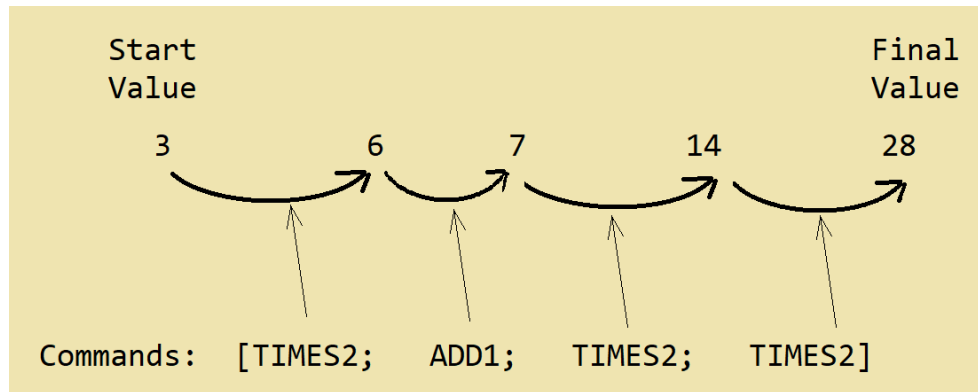 Start Final
Value Value
3 6 7 14 28
Commands: [TIMES2; ADD1; TIMES2; TIMES2]